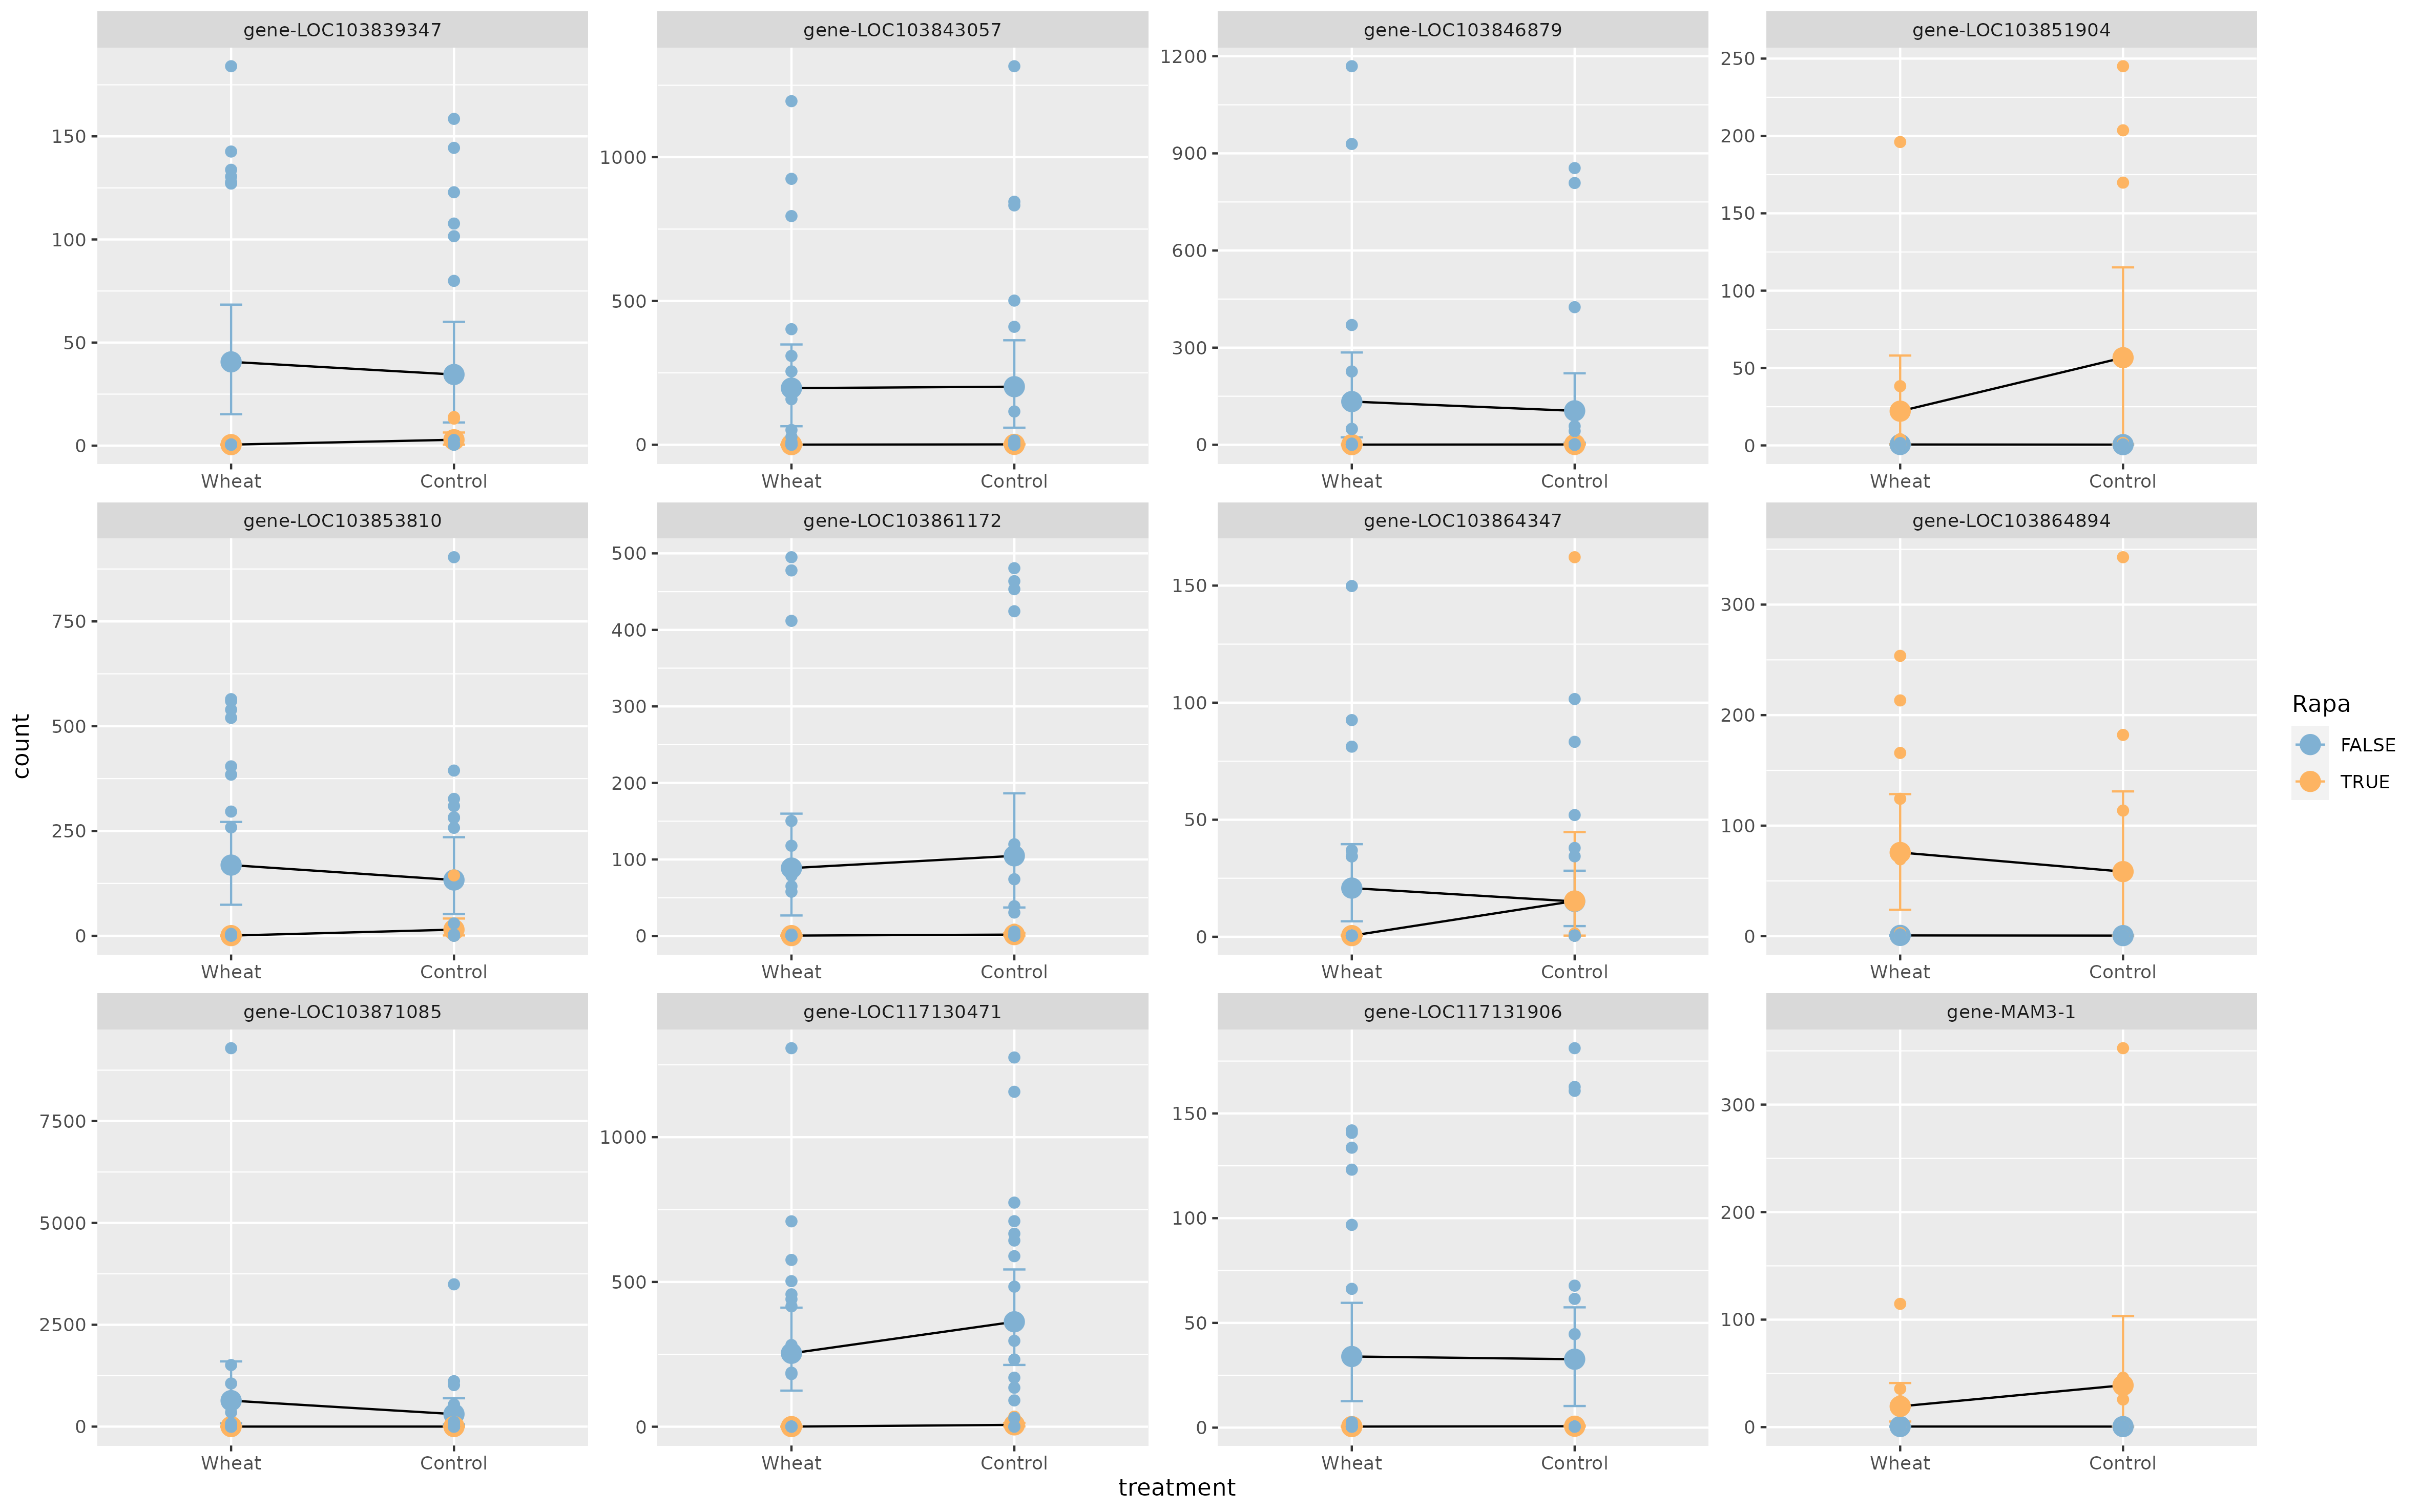 gene-LOC103839347
gene-LOC103843057
gene-LOC103846879
gene-LOC103851904
150
100
50
0
1000
500
0
1200
900
600
300
0
250
200
150
100
50
0
Wheat Control
Wheat Control
Wheat Control
Wheat Control
gene-LOC103853810
gene-LOC103861172
gene-LOC103864347
gene-LOC103864894
750
500
250
0
500
400
300
200
100
0
150
100
50
0
300
200
100
0
Wheat Control
Wheat Control
Wheat Control
Wheat Control
gene-LOC103871085
gene-LOC117130471
gene-LOC117131906
gene-MAM3-1
7500
5000
2500
0
1000
500
0
150
100
50
0
300
200
100
0
Wheat Control
Wheat Control
Wheat Control
Wheat Control
count
treatment
Rapa
FALSE
TRUE